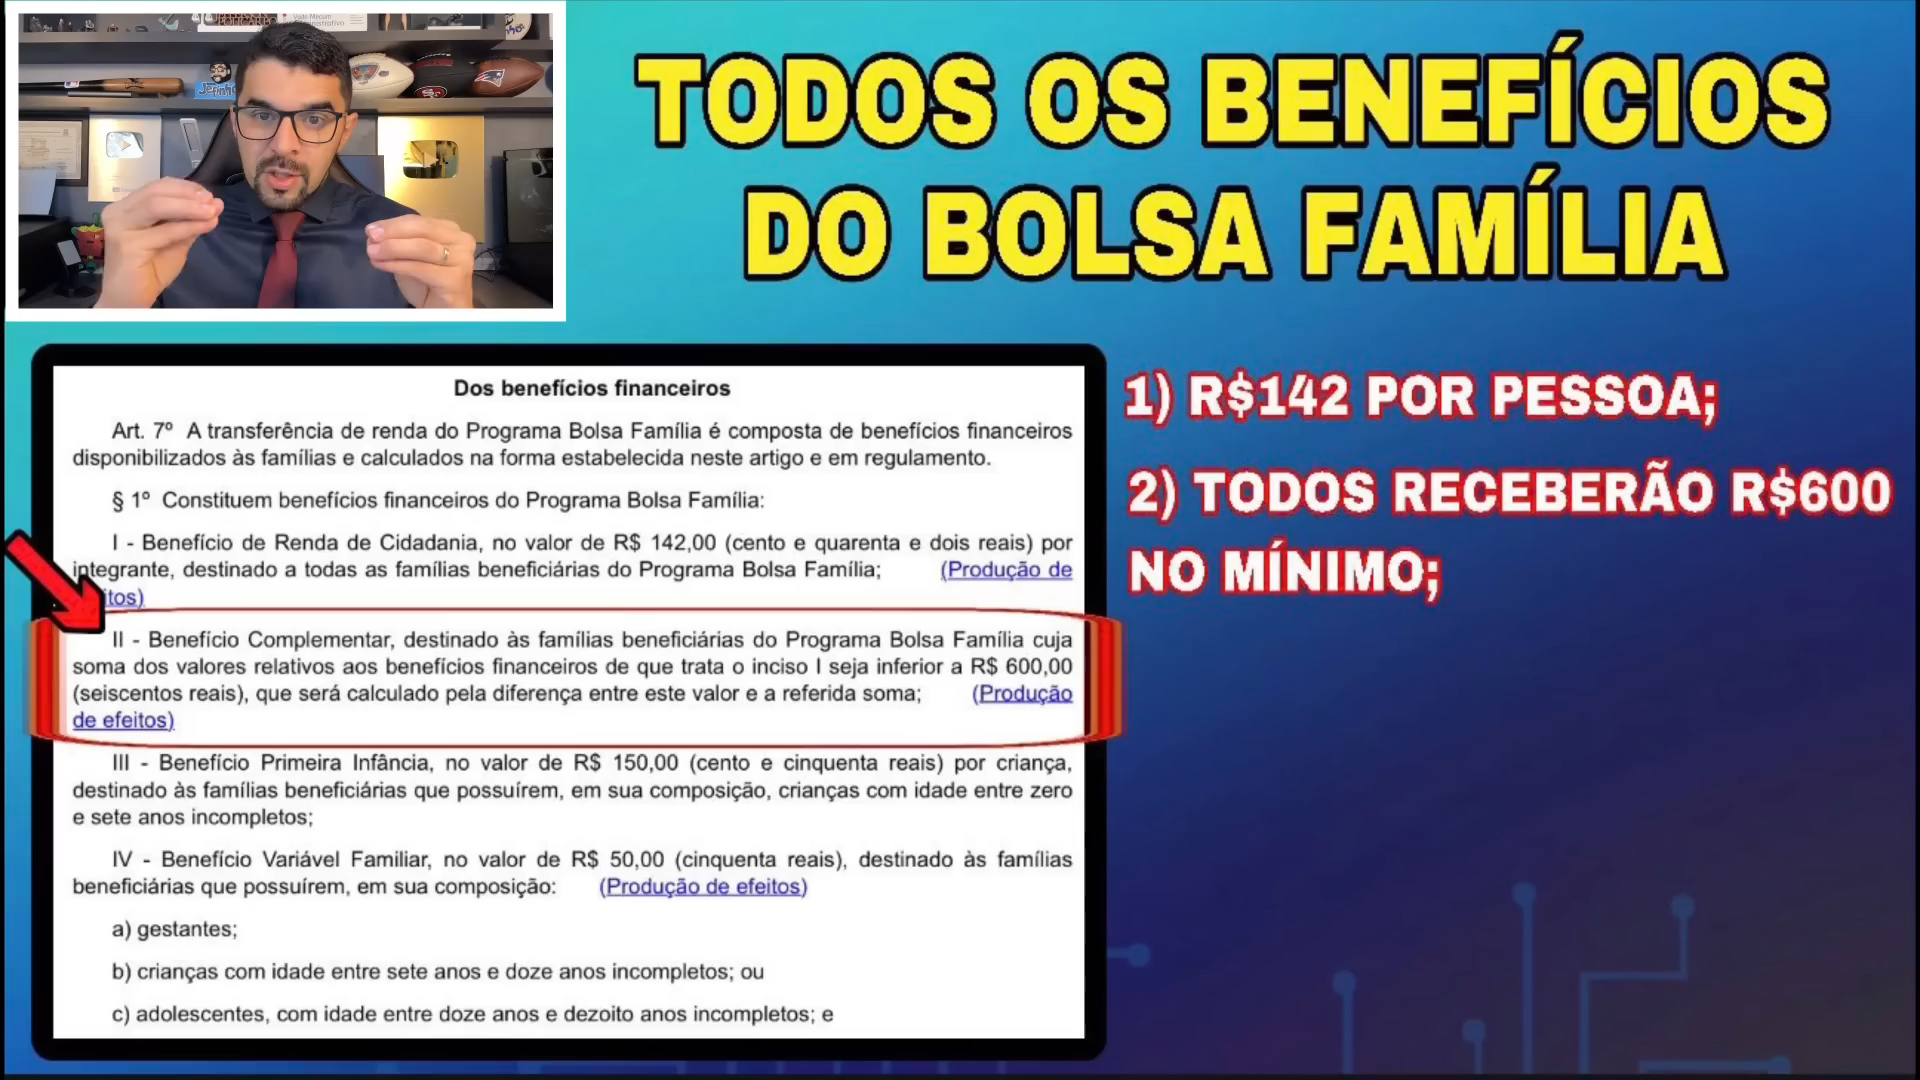 TODOS OS BENEFÍCIOS
DO BOLSA FAMÍLIA
Dos benefícios financeiros
Art. 7º A transferência de renda do Programa Bolsa Família é composta de benefícios financeiros
disponibilizados às famílias e calculados na forma estabelecida neste artigo e em regulamento.
§ 1º Constituem benefícios financeiros do Programa Bolsa Família:
I - Benefício de Renda de Cidadania, no valor de R$ 142,00 (cento e quarenta e dois reais) por
integrante, destinado a todas as famílias beneficiárias do Programa Bolsa Família; (Produção de
itos)
II - Benefício Complementar, destinado às famílias beneficiárias do Programa Bolsa Família cuja
soma dos valores relativos aos benefícios financeiros de que trata o inciso I seja inferior a R$ 600,00
(seiscentos reais), que será calculado pela diferença entre este valor e a referida soma; (Produção
de efeitos)
III - Benefício Primeira Infância, no valor de R$ 150,00 (cento e cinquenta reais) por criança,
destinado às famílias beneficiárias que possuírem, em sua composição, crianças com idade entre zero
e sete anos incompletos;
IV - Benefício Variável Familiar, no valor de R$ 50,00 (cinquenta reais), destinado às famílias
beneficiárias que possuírem, em sua composição: (Produção de efeitos)
a) gestantes;
b) crianças com idade entre sete anos e doze anos incompletos; ou
c) adolescentes, com idade entre doze anos e dezoito anos incompletos; e
1) R$142 POR PESSOA;
2) TODOS RECEBERÃO R$600
NO MÍNIMO;